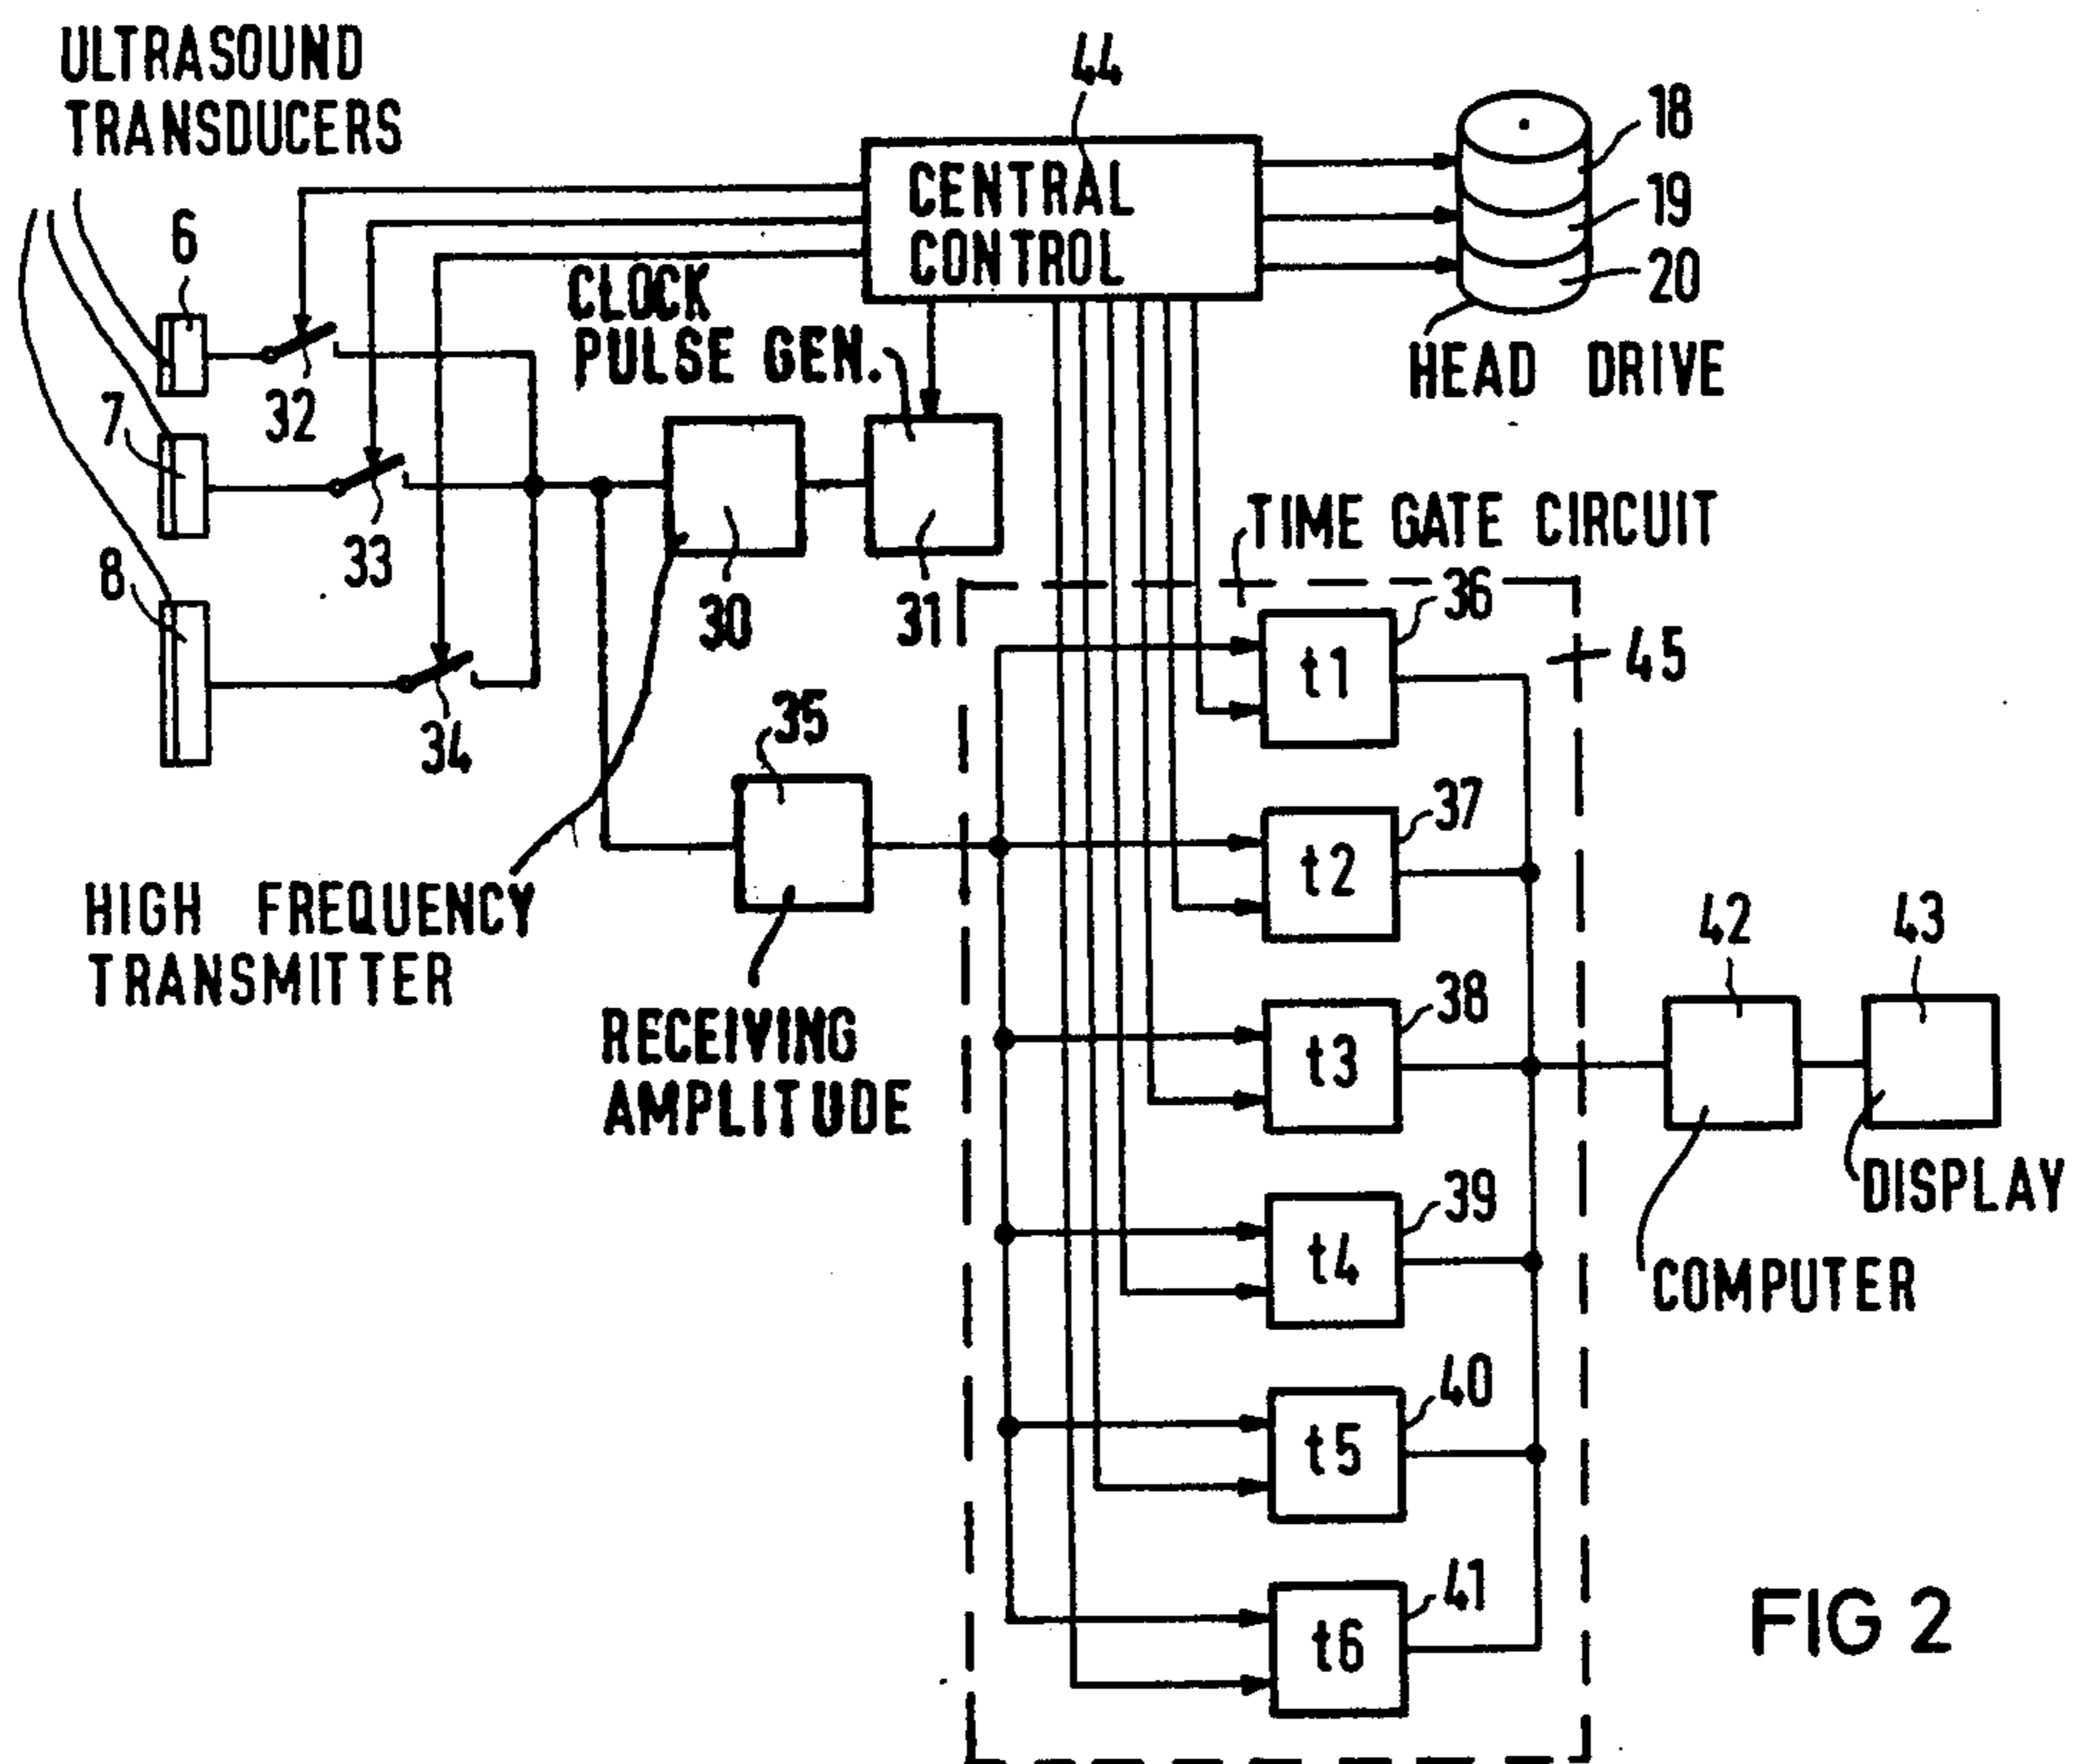 ULTRASOUND
TRANSDUCERS
44
18
19
20
CENTRAL
CONTROL
HEAD DRIVE
6
7
8
32
33
34
CLOCK
PULSE GEN.
30
31
TIME GATE CIRCUIT
45
36
t1
35
37
t2
HIGH FREQUENCY
TRANSMITTER
RECEIVING
AMPLITUDE
38
t3
42
43
DISPLAY
COMPUTER
39
t4
40
t5
41
t6
FIG 2